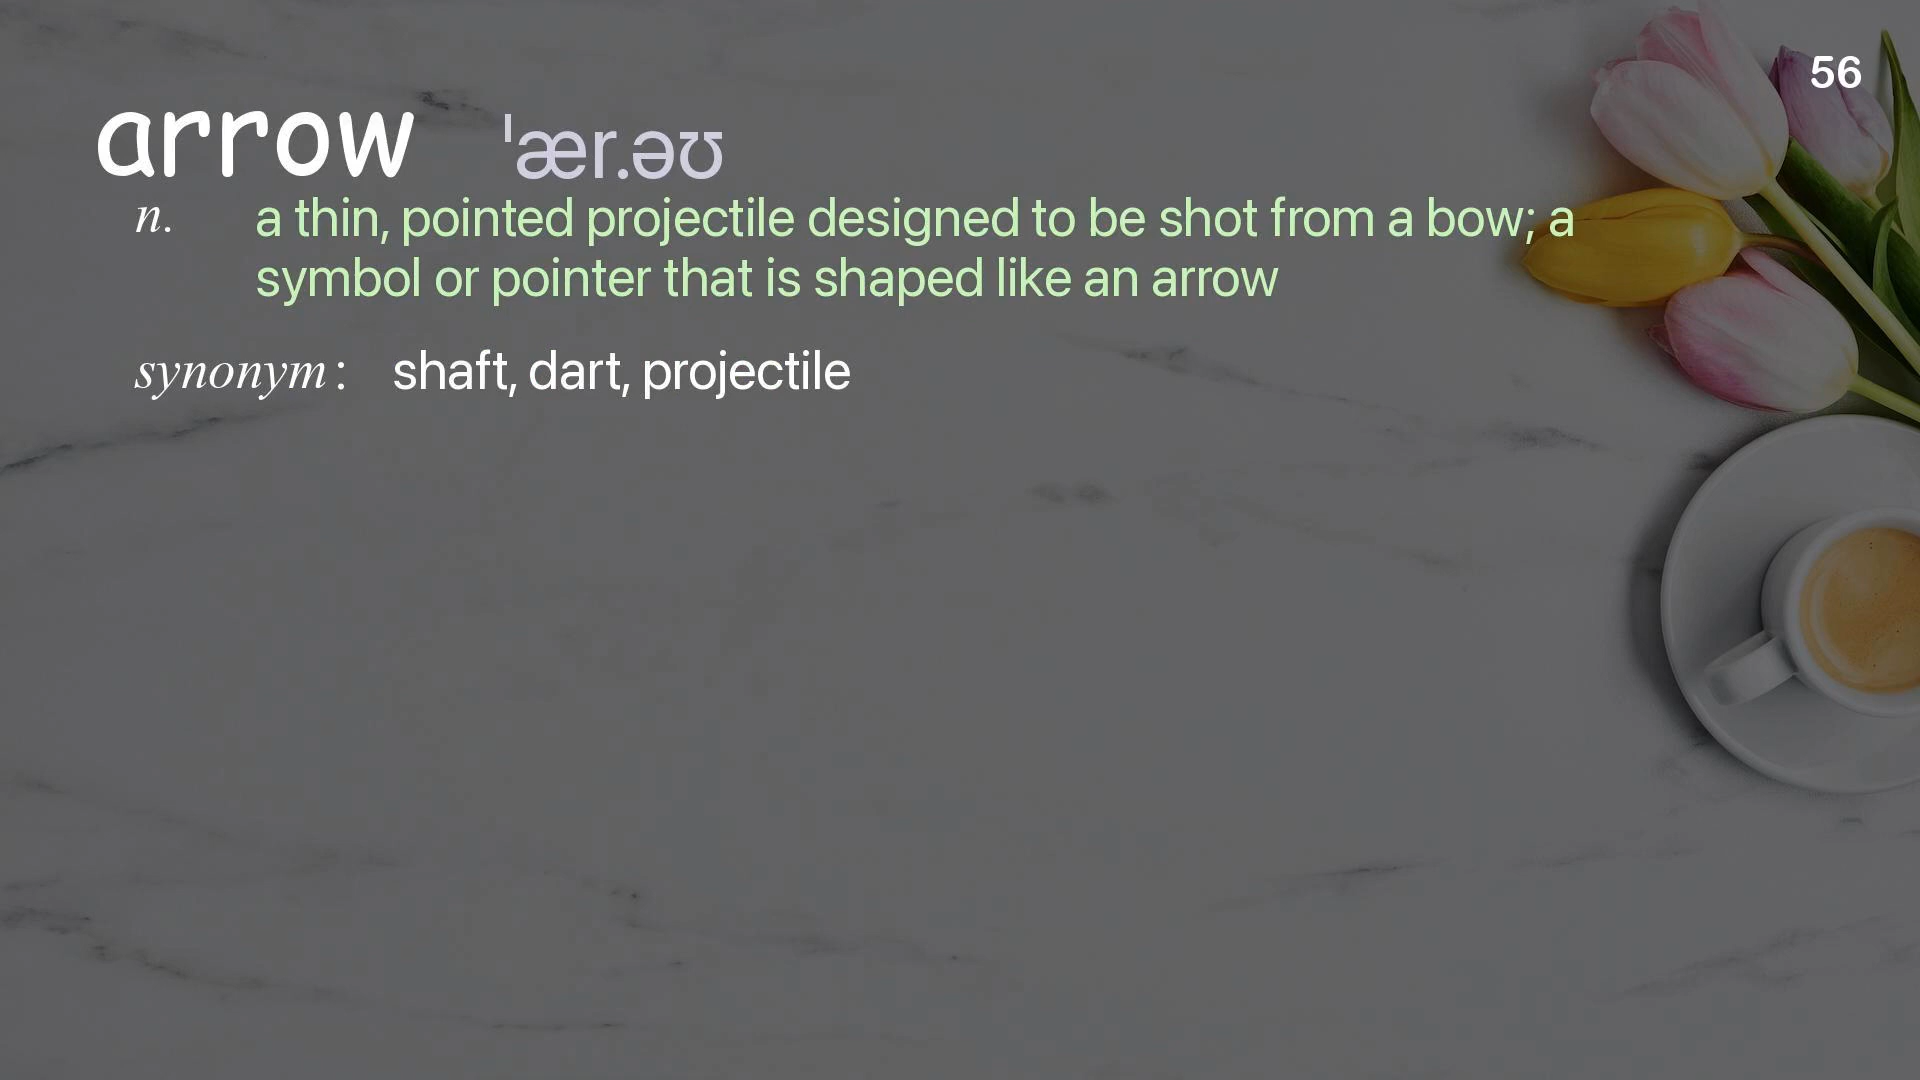 56
arrow ˈær.əʊ
n. a thin, pointed projectile designed to be shot from a bow; a
symbol or pointer that is shaped like an arrow
synonym : shaft, dart, projectile